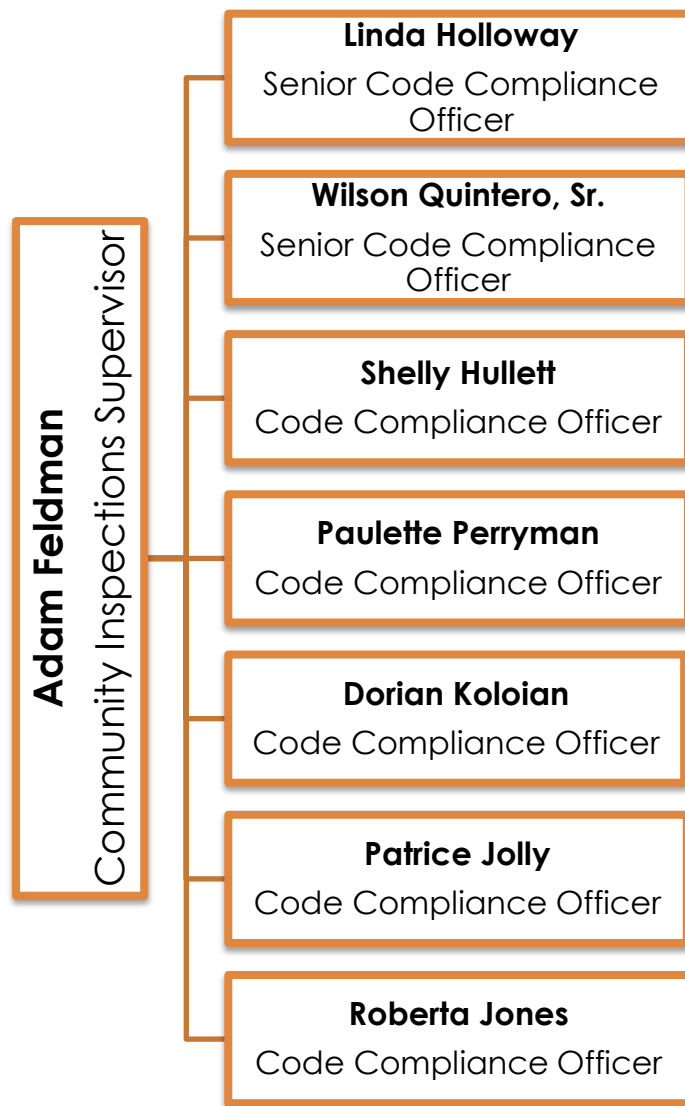 Adam Feldman
Community Inspections Supervisor
Linda Holloway
Senior Code Compliance
Officer
Wilson Quintero, Sr.
Senior Code Compliance
Officer
Shelly Hullett
Code Compliance Officer
Paulette Perryman
Code Compliance Officer
Dorian Koloian
Code Compliance Officer
Patrice Jolly
Code Compliance Officer
Roberta Jones
Code Compliance Officer